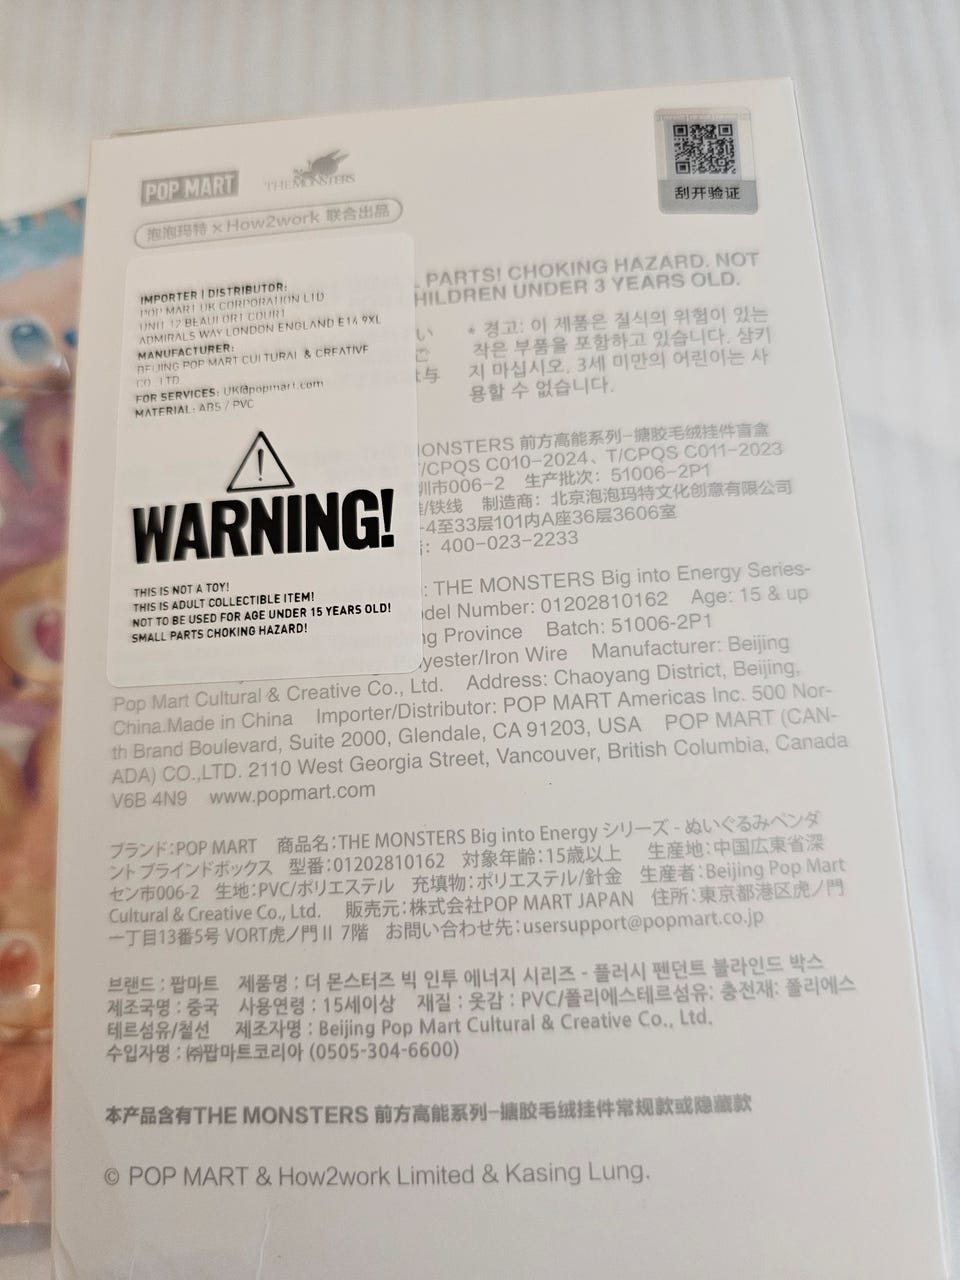 POP MART
THE MONSTERS
刮开验证
泡泡玛特 × How2work 联合出品
IMPORTER | DISTRIBUTOR:
POP MART UK CORPORATION LTD
UNIT 12 BEAUFORT COURT
ADMIRALS WAY LONDON ENGLAND E14 9XL
MANUFACTURER:
BEIJING POP MART CULTURAL & CREATIVE
CO. LTD
FOR SERVICES: UK@popmart.com
MATERIAL: ABS / PVC
WARNING!
THIS IS NOT A TOY!
THIS IS ADULT COLLECTIBLE ITEM!
NOT TO BE USED FOR AGE UNDER 15 YEARS OLD!
SMALL PARTS CHOKING HAZARD!
PARTS! CHOKING HAZARD. NOT
HILDREN UNDER 3 YEARS OLD.
* 경고: 이 제품은 질식의 위험이 있는
작은 부품을 포함하고 있습니다. 삼키
지 마십시오. 3세 미만의 어린이는 사
용할 수 없습니다.
MONSTERS 前方高能系列-搪胶毛绒挂件盲盒
T/CPQS C010-2024、T/CPQS C011-2023
圳市006-2 生产批次: 51006-2P1
/铁线 制造商: 北京泡泡玛特文化创意有限公司
-4至33层101内A座36层3606室
: 400-023-2233
: THE MONSTERS Big into Energy Series-
del Number: 01202810162 Age: 15 & up
ng Province Batch: 51006-2P1
lyester/Iron Wire Manufacturer: Beijing
Pop Mart Cultural & Creative Co., Ltd. Address: Chaoyang District, Beijing,
China.Made in China Importer/Distributor: POP MART Americas Inc. 500 Nor-
th Brand Boulevard, Suite 2000, Glendale, CA 91203, USA POP MART (CAN-
ADA) CO.,LTD. 2110 West Georgia Street, Vancouver, British Columbia, Canada
V6B 4N9 www.popmart.com
ブランド:POP MART 商品名:THE MONSTERS Big into Energy シリーズ - ぬいぐるみペンダ
ント ブラインドボックス 型番:01202810162 対象年齢:15歳以上 生産地:中国広東省深
セン市006-2 生地:PVC/ポリエステル 充填物:ポリエステル/針金 生産者:Beijing Pop Mart
Cultural & Creative Co., Ltd. 販売元:株式会社POP MART JAPAN 住所:東京都港区虎ノ門
一丁目13番5号 VORT虎ノ門Ⅱ 7階 お問い合わせ先:usersupport@popmart.co.jp
브랜드 : 팝마트 제품명 : 더 몬스터즈 빅 인투 에너지 시리즈 - 플러시 펜던트 블라인드 박스
제조국명 : 중국 사용연령 : 15세이상 재질 : 옷감 : PVC/폴리에스테르섬유; 충전재: 폴리에스
테르섬유/철선 제조자명 : Beijing Pop Mart Cultural & Creative Co., Ltd.
수입자명 : ㈜팝마트코리아 (0505-304-6600)
本产品含有THE MONSTERS 前方高能系列-搪胶毛绒挂件常规款或隐藏款
© POP MART & How2work Limited & Kasing Lung.